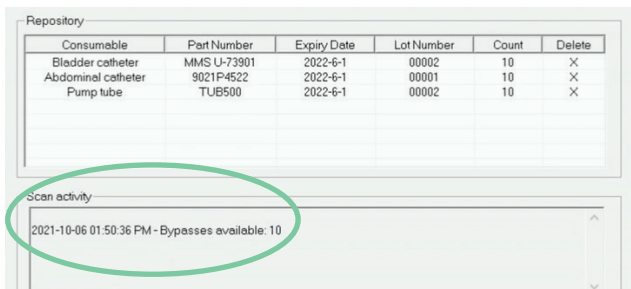 Repository
Consumable Part Number Expiry Date Lot Number Count Delete
Bladder catheter MMS U-73901 2022-6-1 00002 10 X
Abdominal catheter 9021P4522 2022-6-1 00001 10 X
Pump tube TUB500 2022-6-1 00002 10 X
Scan activity
2021-10-06 01:50:36 PM - Bypasses available: 10